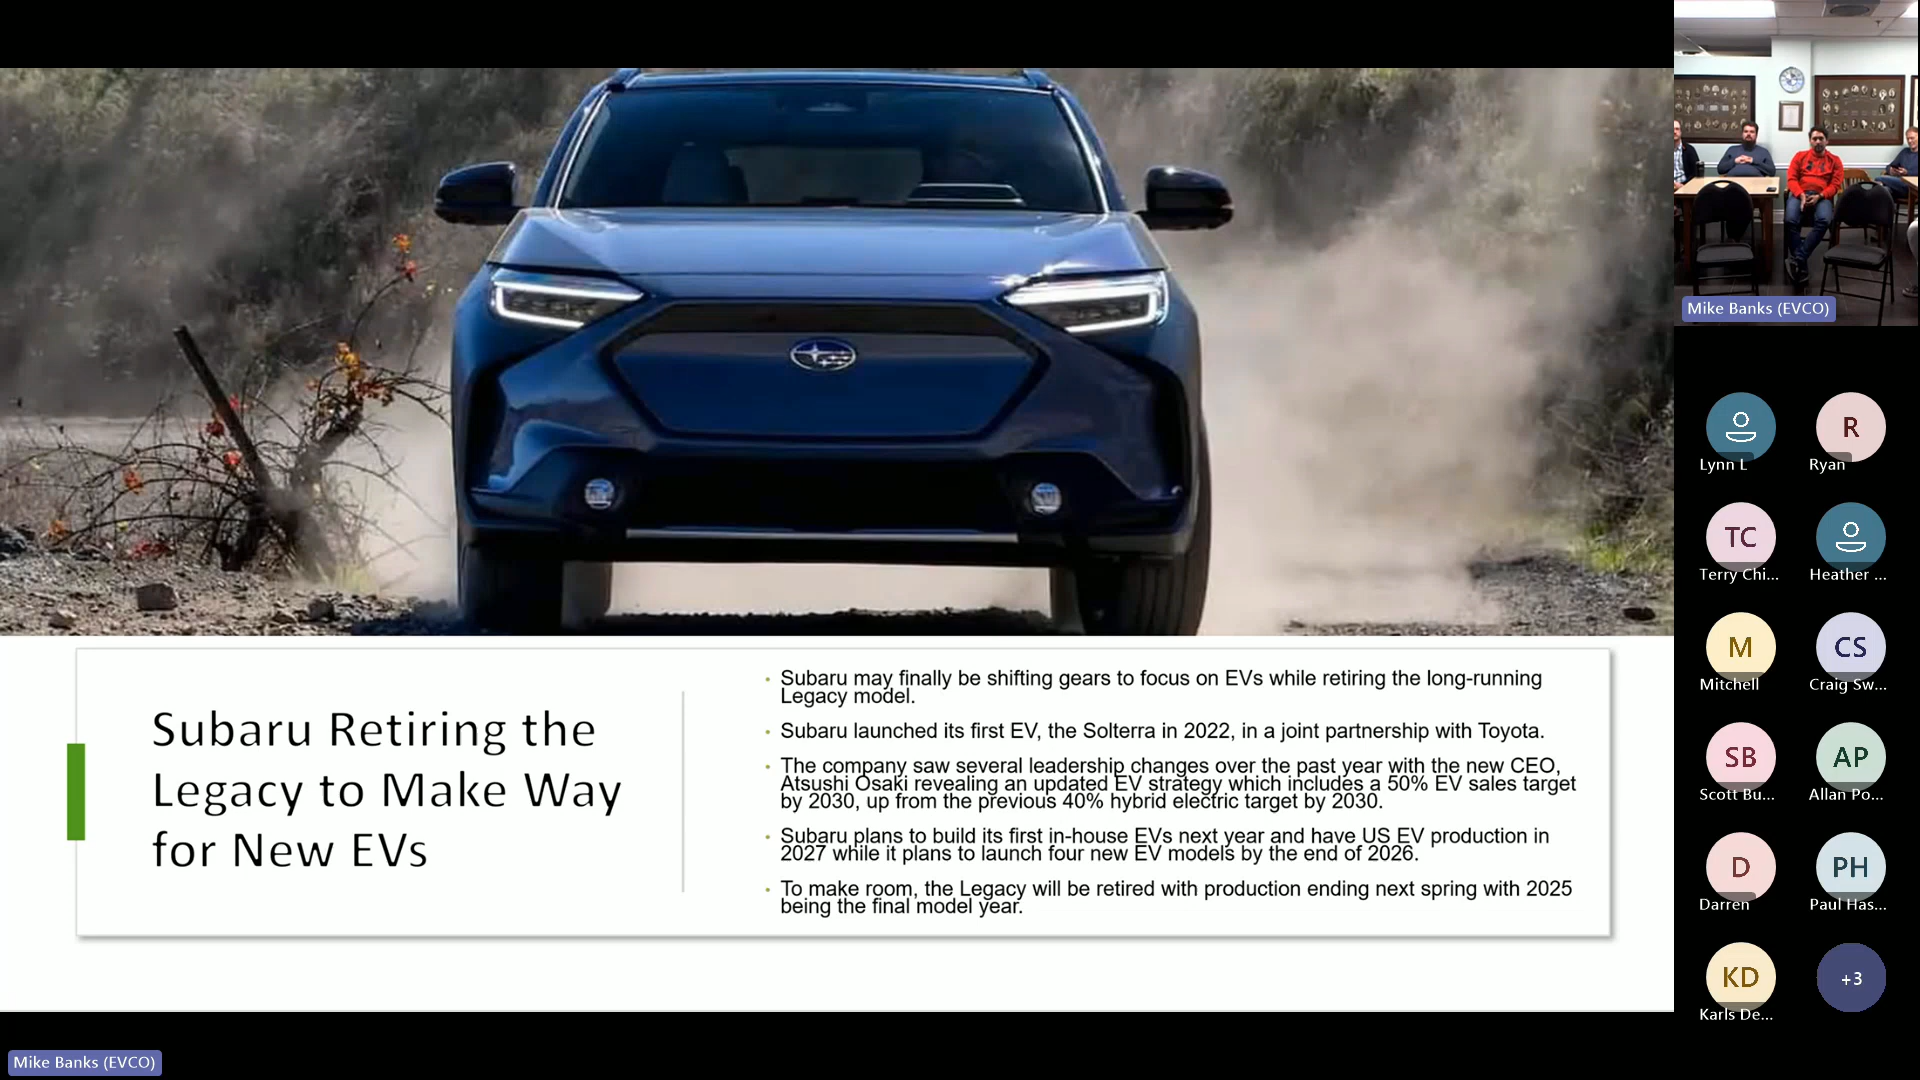 Subaru Retiring the
Legacy to Make Way
for New EVs
• Subaru may finally be shifting gears to focus on EVs while retiring the long-running
Legacy model.
• Subaru launched its first EV, the Solterra in 2022, in a joint partnership with Toyota.
• The company saw several leadership changes over the past year with the new CEO,
Atsushi Osaki revealing an updated EV strategy which includes a 50% EV sales target
by 2030, up from the previous 40% hybrid electric target by 2030.
• Subaru plans to build its first in-house EVs next year and have US EV production in
2027 while it plans to launch four new EV models by the end of 2026.
• To make room, the Legacy will be retired with production ending next spring with 2025
being the final model year.
Mike Banks (EVCO)
Mike Banks (EVCO)
Lynn L
R
Ryan
TC
Terry Chi...
Heather ...
M
Mitchell
CS
Craig Sw...
SB
Scott Bu...
AP
Allan Po...
D
Darren
PH
Paul Has...
KD
Karls De...
+3